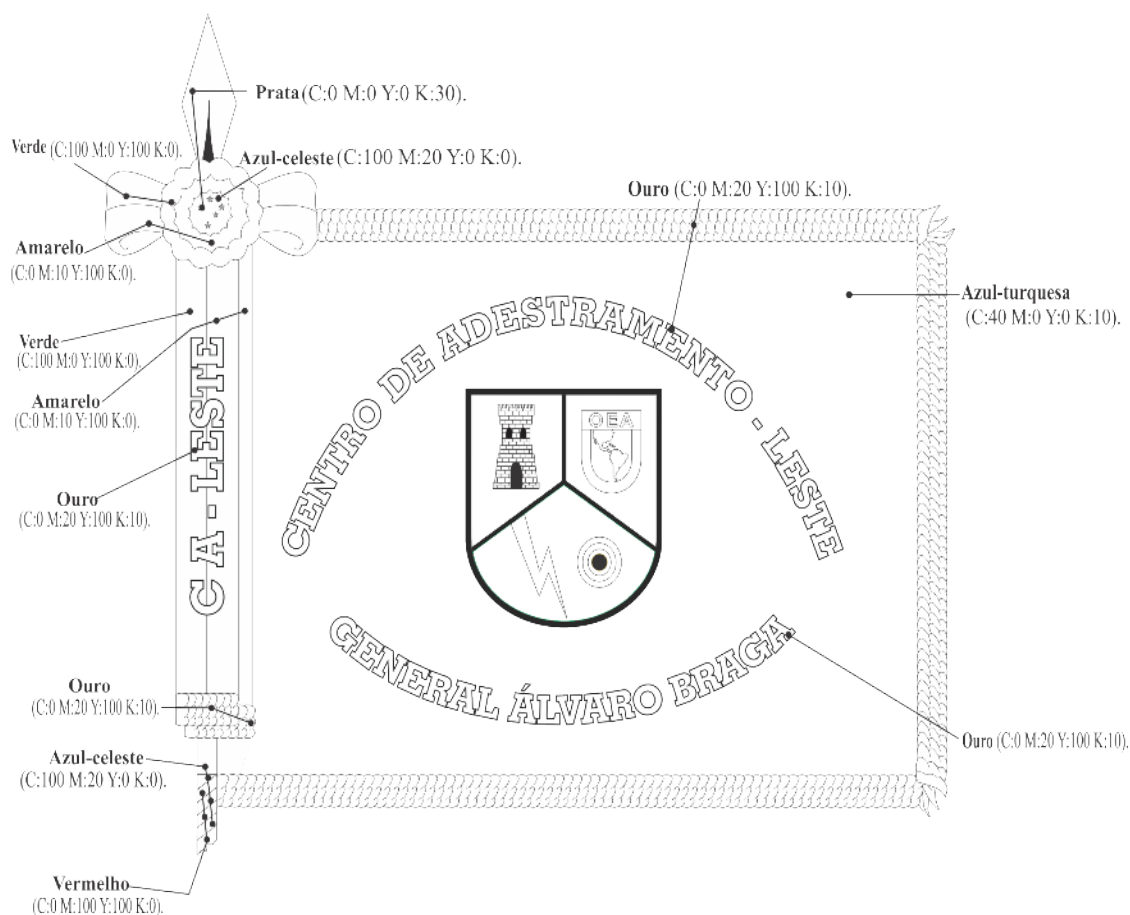 Prata (C:0 M:0 Y:0 K:30).
Verde (C:100 M:0 Y:100 K:0).
Azul-celeste (C:100 M:20 Y:0 K:0).
Ouro (C:0 M:20 Y:100 K:10).
Amarelo
(C:0 M:10 Y:100 K:0).
Azul-turquesa
(C:40 M:0 Y:0 K:10).
Verde
(C:100 M:0 Y:100 K:0).
Amarelo
(C:0 M:10 Y:100 K:0).
CENTRO DE ADESTRAMENTO - LESTE
OEA
CA - LESTE
Ouro
(C:0 M:20 Y:100 K:10).
GENERAL ÁLVARO BRAGA
Ouro
(C:0 M:20 Y:100 K:10).
Ouro (C:0 M:20 Y:100 K:10).
Azul-celeste
(C:100 M:20 Y:0 K:0).
Vermelho
(C:0 M:100 Y:100 K:0).